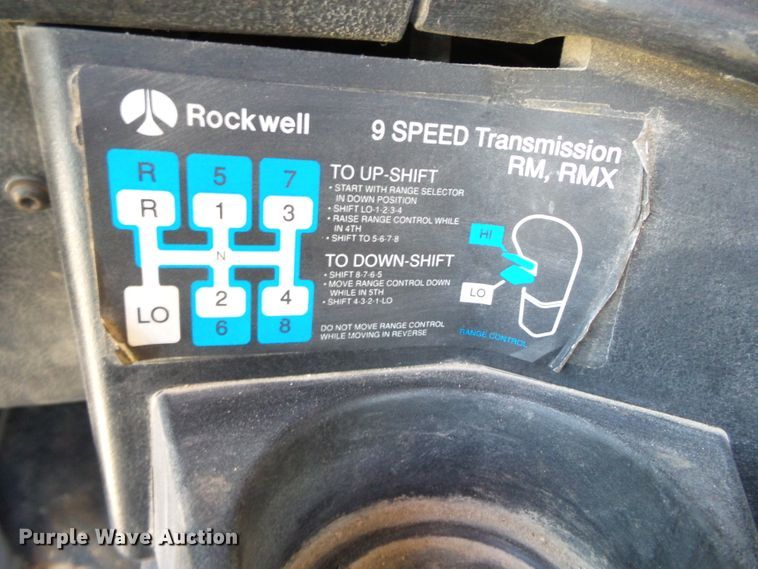 Rockwell
9 SPEED Transmission
RM, RMX
R 5 7
R 1 3
N
LO 2 4
6 8
TO UP-SHIFT
• START WITH RANGE SELECTOR
IN DOWN POSITION
• SHIFT LO-1-2-3-4
• RAISE RANGE CONTROL WHILE
IN 4TH
• SHIFT TO 5-6-7-8
TO DOWN-SHIFT
• SHIFT 8-7-6-5
• MOVE RANGE CONTROL DOWN
WHILE IN 5TH
• SHIFT 4-3-2-1-LO
DO NOT MOVE RANGE CONTROL
WHILE MOVING IN REVERSE
HI
LO
RANGE CONTROL
Purple Wave Auction